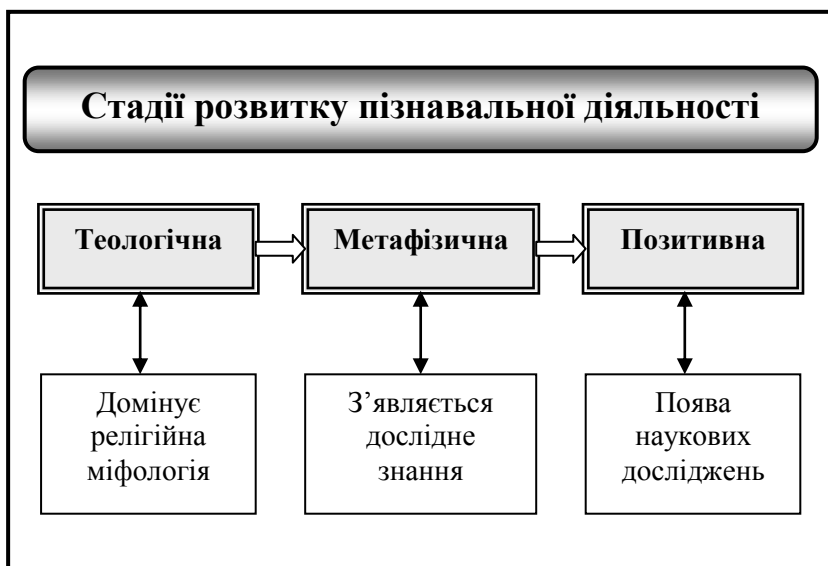 Стадії розвитку пізнавальної діяльності
Теологічна
Метафізична
Позитивна
Домінує
релігійна
міфологія
З’являється
дослідне
знання
Поява
наукових
досліджень